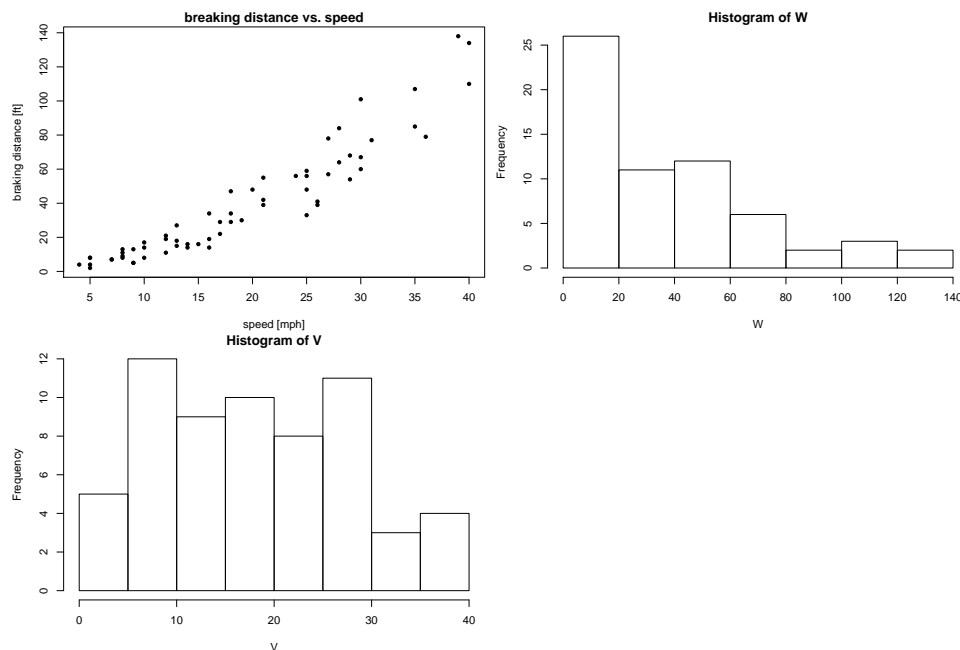 breaking distance vs. speed
braking distance [ft]
0 20 40 60 80 100 120 140
5 10 15 20 25 30 35 40
speed [mph]
Histogram of W
Frequency
0 5 10 15 20 25
0 20 40 60 80 100 120 140
W
Histogram of V
Frequency
0 2 4 6 8 10 12
0 10 20 30 40
V